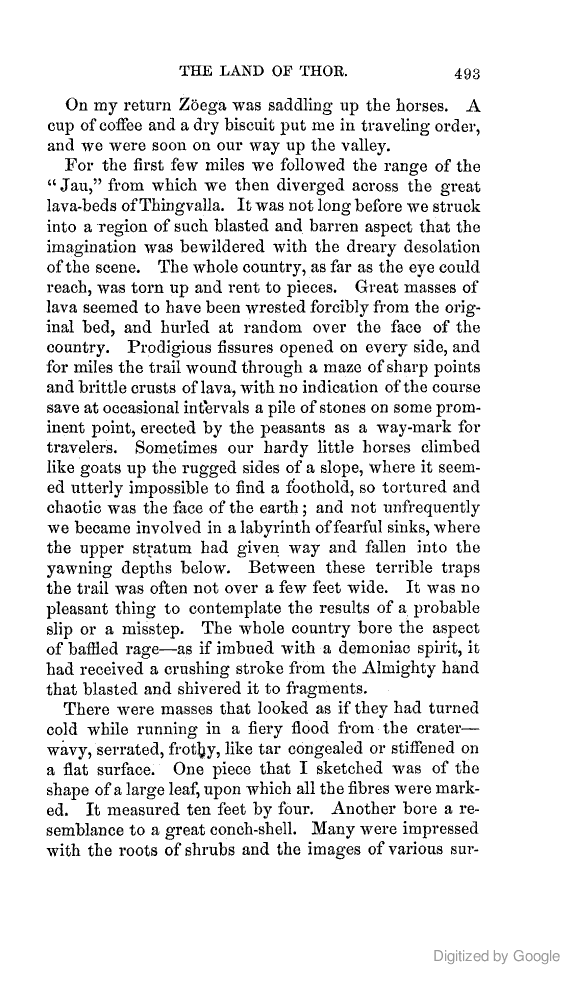 THE LAND OF THOR. 493
On my return Zöega was saddling up the horses. A
cup of coffee and a dry biscuit put me in traveling order,
and we were soon on our way up the valley.
For the first few miles we followed the range of the
“Jau,” from which we then diverged across the great
lava-beds of Thingvalla. It was not long before we struck
into a region of such blasted and barren aspect that the
imagination was bewildered with the dreary desolation
of the scene. The whole country, as far as the eye could
reach, was torn up and rent to pieces. Great masses of
lava seemed to have been wrested forcibly from the orig-
inal bed, and hurled at random over the face of the
country. Prodigious fissures opened on every side, and
for miles the trail wound through a maze of sharp points
and brittle crusts of lava, with no indication of the course
save at occasional intervals a pile of stones on some prom-
inent point, erected by the peasants as a way-mark for
travelers. Sometimes our hardy little horses climbed
like goats up the rugged sides of a slope, where it seem-
ed utterly impossible to find a foothold, so tortured and
chaotic was the face of the earth; and not unfrequently
we became involved in a labyrinth of fearful sinks, where
the upper stratum had given way and fallen into the
yawning depths below. Between these terrible traps
the trail was often not over a few feet wide. It was no
pleasant thing to contemplate the results of a probable
slip or a misstep. The whole country bore the aspect
of baffled rage—as if imbued with a demoniac spirit, it
had received a crushing stroke from the Almighty hand
that blasted and shivered it to fragments.
There were masses that looked as if they had turned
cold while running in a fiery flood from the crater—
wavy, serrated, frothy, like tar congealed or stiffened on
a flat surface. One piece that I sketched was of the
shape of a large leaf, upon which all the fibres were mark-
ed. It measured ten feet by four. Another bore a re-
semblance to a great conch-shell. Many were impressed
with the roots of shrubs and the images of various sur-
Digitized by Google